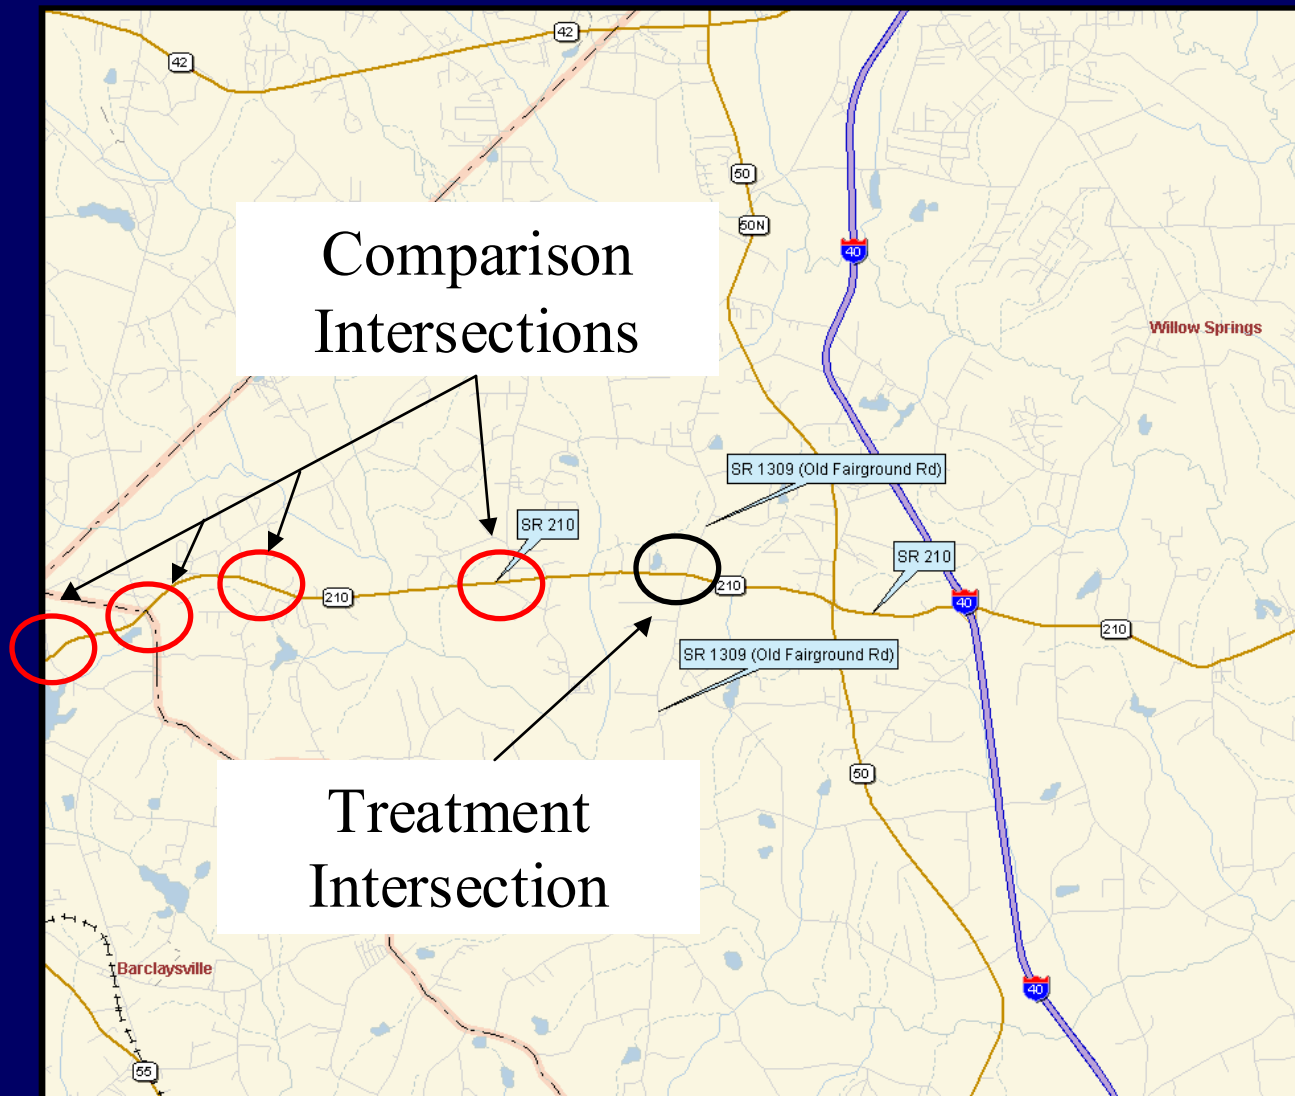 42
42
50
50N
40
Comparison
Intersections
Willow Springs
SR 1309 (Old Fairground Rd)
SR 210
SR 210
210
210
40
210
SR 1309 (Old Fairground Rd)
50
Treatment
Intersection
Barclaysville
40
55